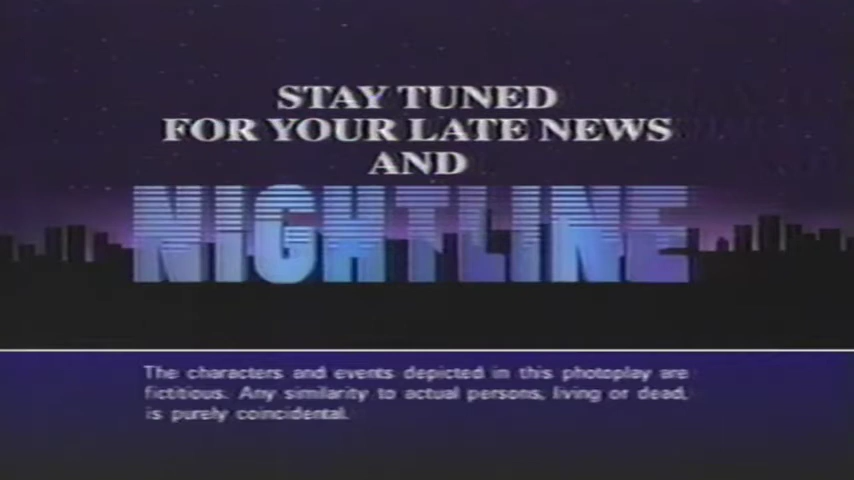 STAY TUNED
FOR YOUR LATE NEWS
AND
NIGHTLINE
The characters and events depicted in this photoplay are
fictitious. Any similarity to actual persons, living or dead,
is purely coincidental.